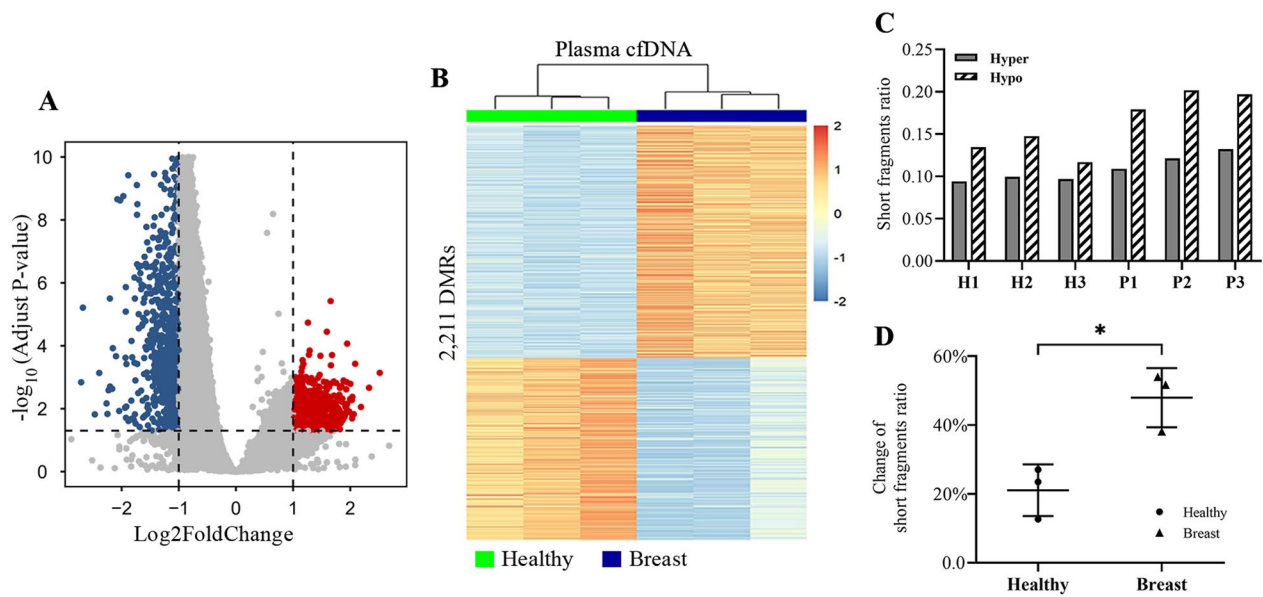 A
-log10 (Adjust P-value)
10
8
6
4
2
0
−2
−1
0
1
2
Log2FoldChange
B
Plasma cfDNA
2,211 DMRs
2
1
0
-1
-2
Healthy
Breast
C
Short fragments ratio
0.25
0.20
0.15
0.10
0.05
0.00
Hyper
Hypo
H1
H2
H3
P1
P2
P3
D
Change of
short fragments ratio
60%
40%
20%
0.0
*
Healthy
Breast
Healthy
Breast